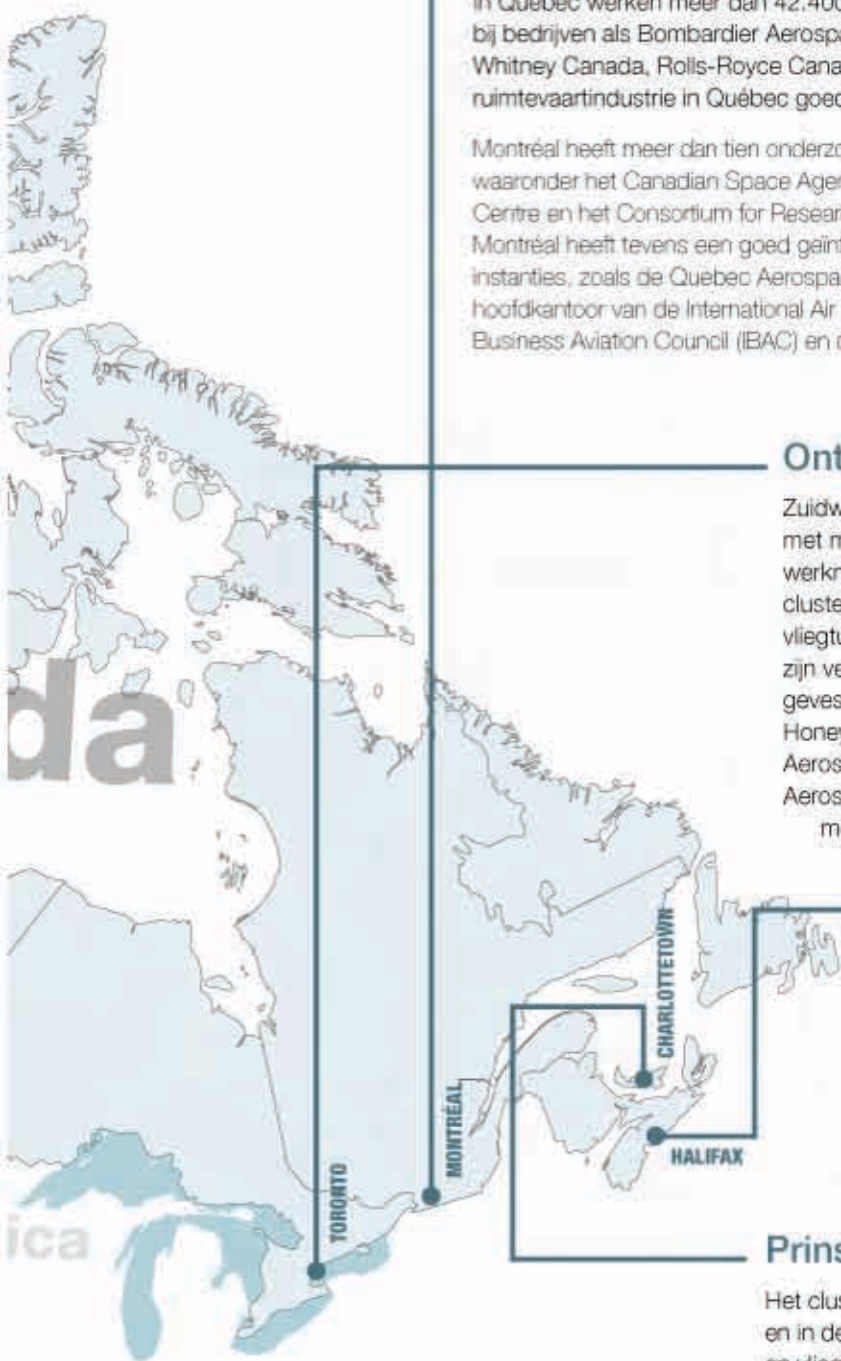 In Québec werken meer dan 42.400
bij bedrijven als Bombardier Aerospa
Whitney Canada, Rolls-Royce Cana
ruimtevaartindustrie in Québec goed
Montréal heeft meer dan tien onderzo
waaronder het Canadian Space Agen
Centre en het Consortium for Resear
Montréal heeft tevens een goed geïnt
instanties, zoals de Quebec Aerospa
hoofdkantoor van de International Air
Business Aviation Council (IBAC) en d
Ont
Zuidw
met m
werkn
cluste
vliegtu
zijn ve
geves
Honey
Aeros
Aeros
m
da
CHARLOTTETOWN
MONTRÉAL
HALIFAX
TORONTO
ica
Prins
Het clus
en in de